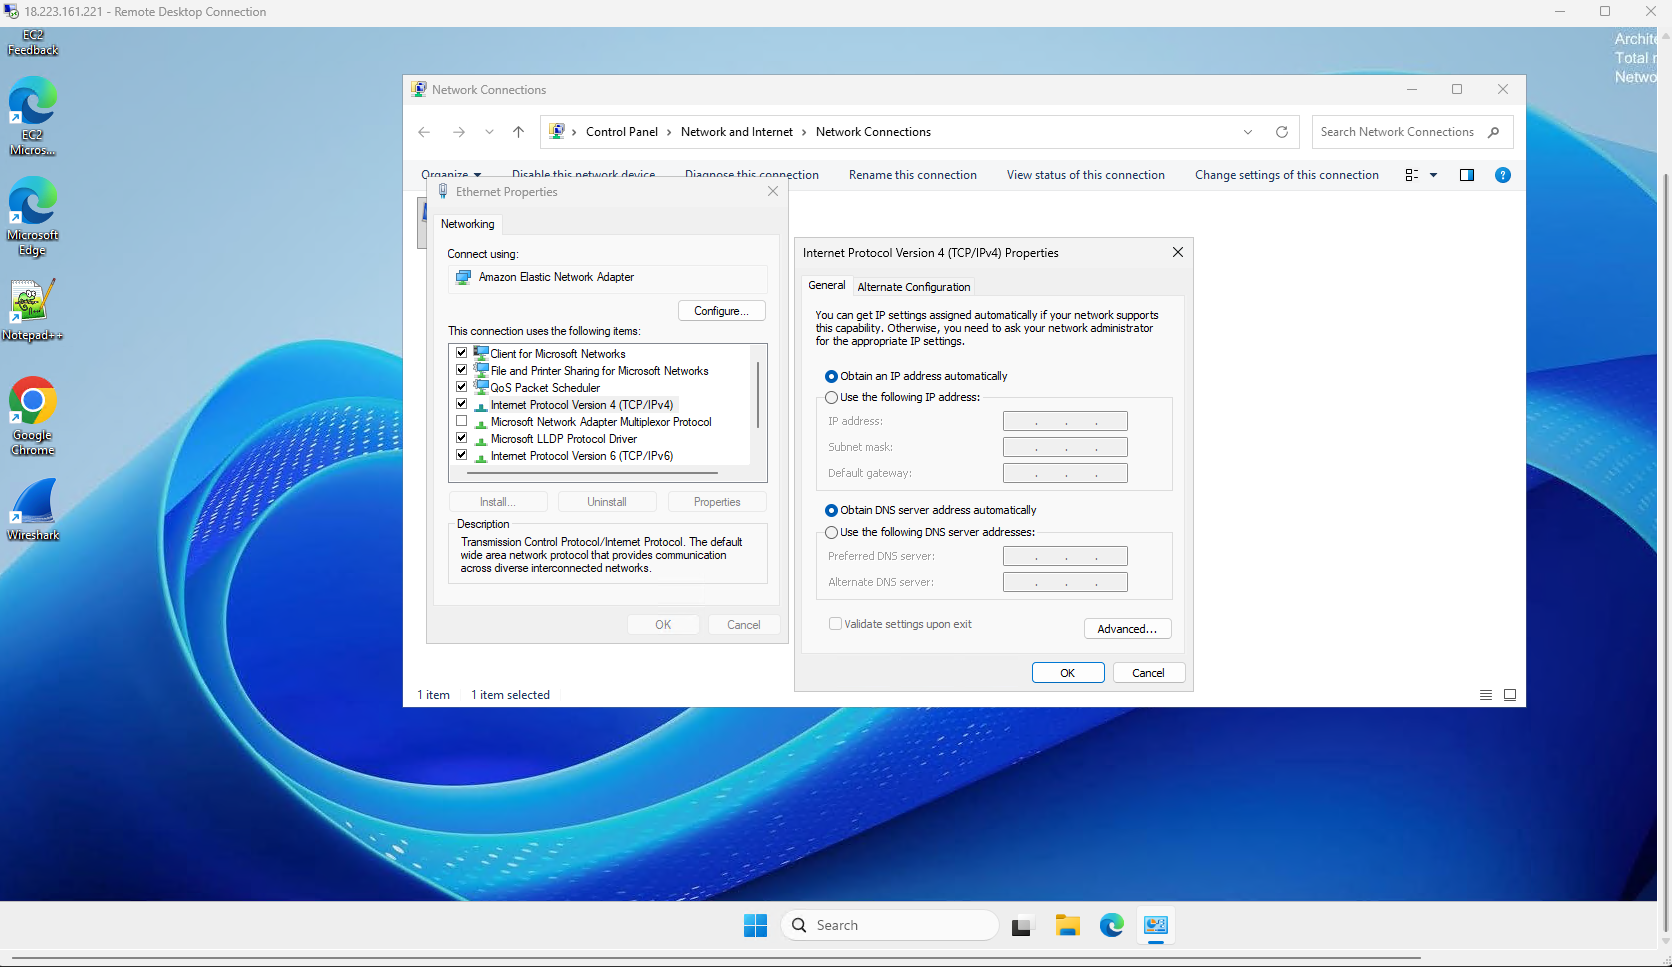 18.223.161.221 - Remote Desktop Connection
EC2
Feedback
EC2
Micros...
Microsoft
Edge
Notepad++
Google
Chrome
Wireshark
Archite
Total r
Netwo
Network Connections
Control Panel > Network and Internet > Network Connections
Search Network Connections
Organize
Disable this network device
Diagnose this connection
Rename this connection
View status of this connection
Change settings of this connection
Ethernet Properties
Networking
Connect using:
Amazon Elastic Network Adapter
Configure...
This connection uses the following items:
Client for Microsoft Networks
File and Printer Sharing for Microsoft Networks
QoS Packet Scheduler
Internet Protocol Version 4 (TCP/IPv4)
Microsoft Network Adapter Multiplexor Protocol
Microsoft LLDP Protocol Driver
Internet Protocol Version 6 (TCP/IPv6)
Install...
Uninstall
Properties
Description
Transmission Control Protocol/Internet Protocol. The default
wide area network protocol that provides communication
across diverse interconnected networks.
OK
Cancel
Internet Protocol Version 4 (TCP/IPv4) Properties
General
Alternate Configuration
You can get IP settings assigned automatically if your network supports
this capability. Otherwise, you need to ask your network administrator
for the appropriate IP settings.
Obtain an IP address automatically
Use the following IP address:
IP address:
Subnet mask:
Default gateway:
Obtain DNS server address automatically
Use the following DNS server addresses:
Preferred DNS server:
Alternate DNS server:
Validate settings upon exit
Advanced...
OK
Cancel
1 item
1 item selected
Search